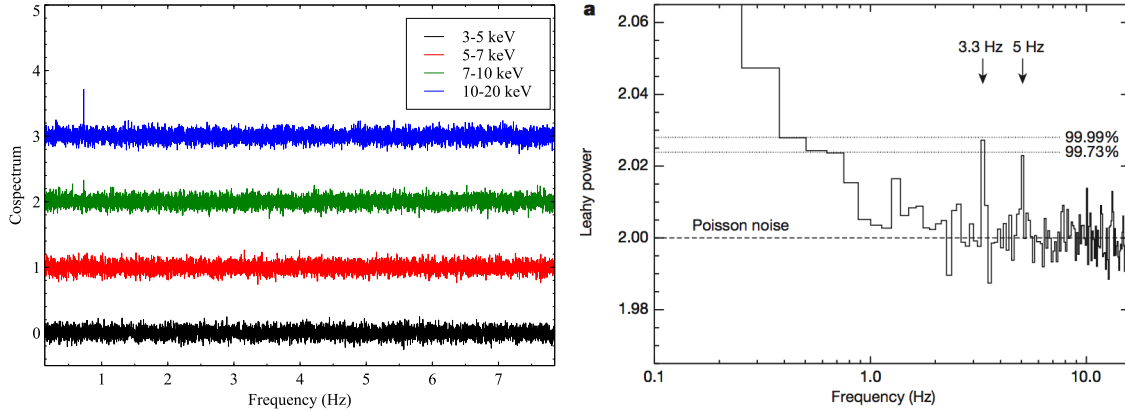 5
4
3
2
1
0
Cospectrum
3-5 keV
5-7 keV
7-10 keV
10-20 keV
1 2 3 4 5 6 7
Frequency (Hz)
a
2.06
2.04
2.02
2.00
1.98
Leahy power
3.3 Hz 5 Hz
99.99%
99.73%
Poisson noise
0.1 1.0 10.0
Frequency (Hz)